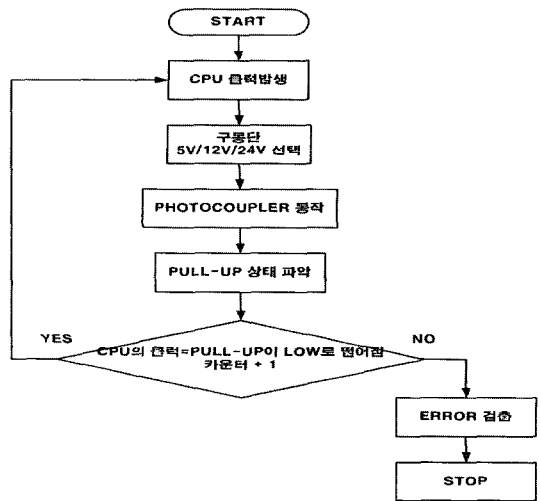 START
CPU 클럭발생
구동단
5V/12V/24V 선택
PHOTOCOUPLER 동작
PULL-UP 상태 파악
YES
NO
CPU의 클럭=PULL-UP이 LOW로 떨어짐
카운터 + 1
ERROR 검출
STOP